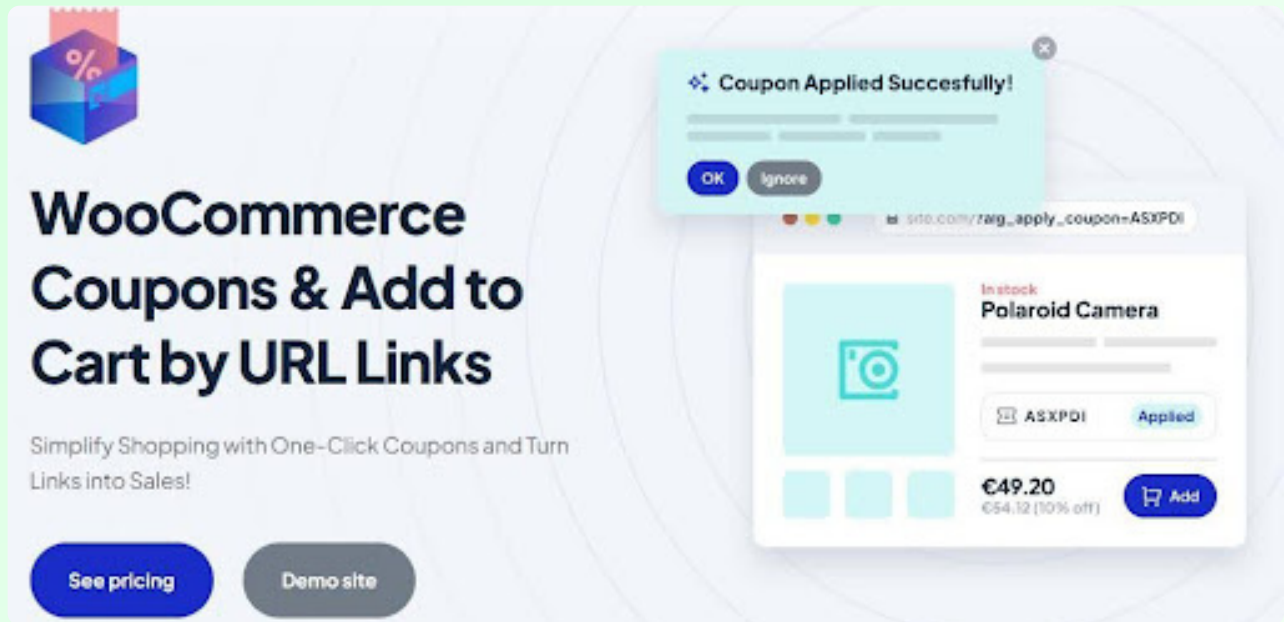 %
WooCommerce
Coupons & Add to
Cart by URL Links
Simplify Shopping with One-Click Coupons and Turn
Links into Sales!
See pricing
Demo site
Coupon Applied Succesfully!
OK
Ignore
site.com/?alg_apply_coupon=ASXPDI
In stock
Polaroid Camera
ASXPDI
Applied
€49.20
€54.12 (10% off)
Add